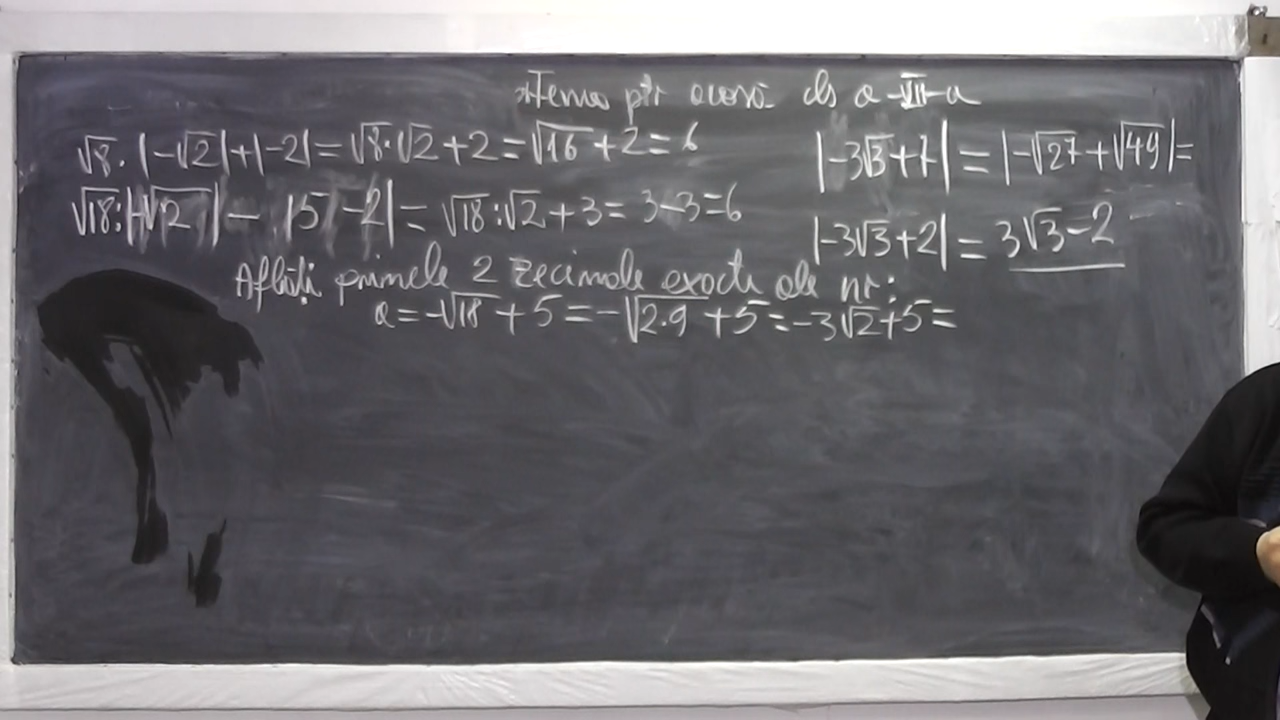 Tema ptr acasă cls a VII-a
√8·|-√2|+|-2|=√8·√2+2=√16+2=6
|-3√3+7|=|-√27+√49|=
√18:|-√2|-|5-2|=√18:√2+3=3-3=6
|-3√3+2|=3√3-2
Aflați primele 2 zecimale exacte ale nr:
a=-√18+5=-√2·9+5=-3√2+5=